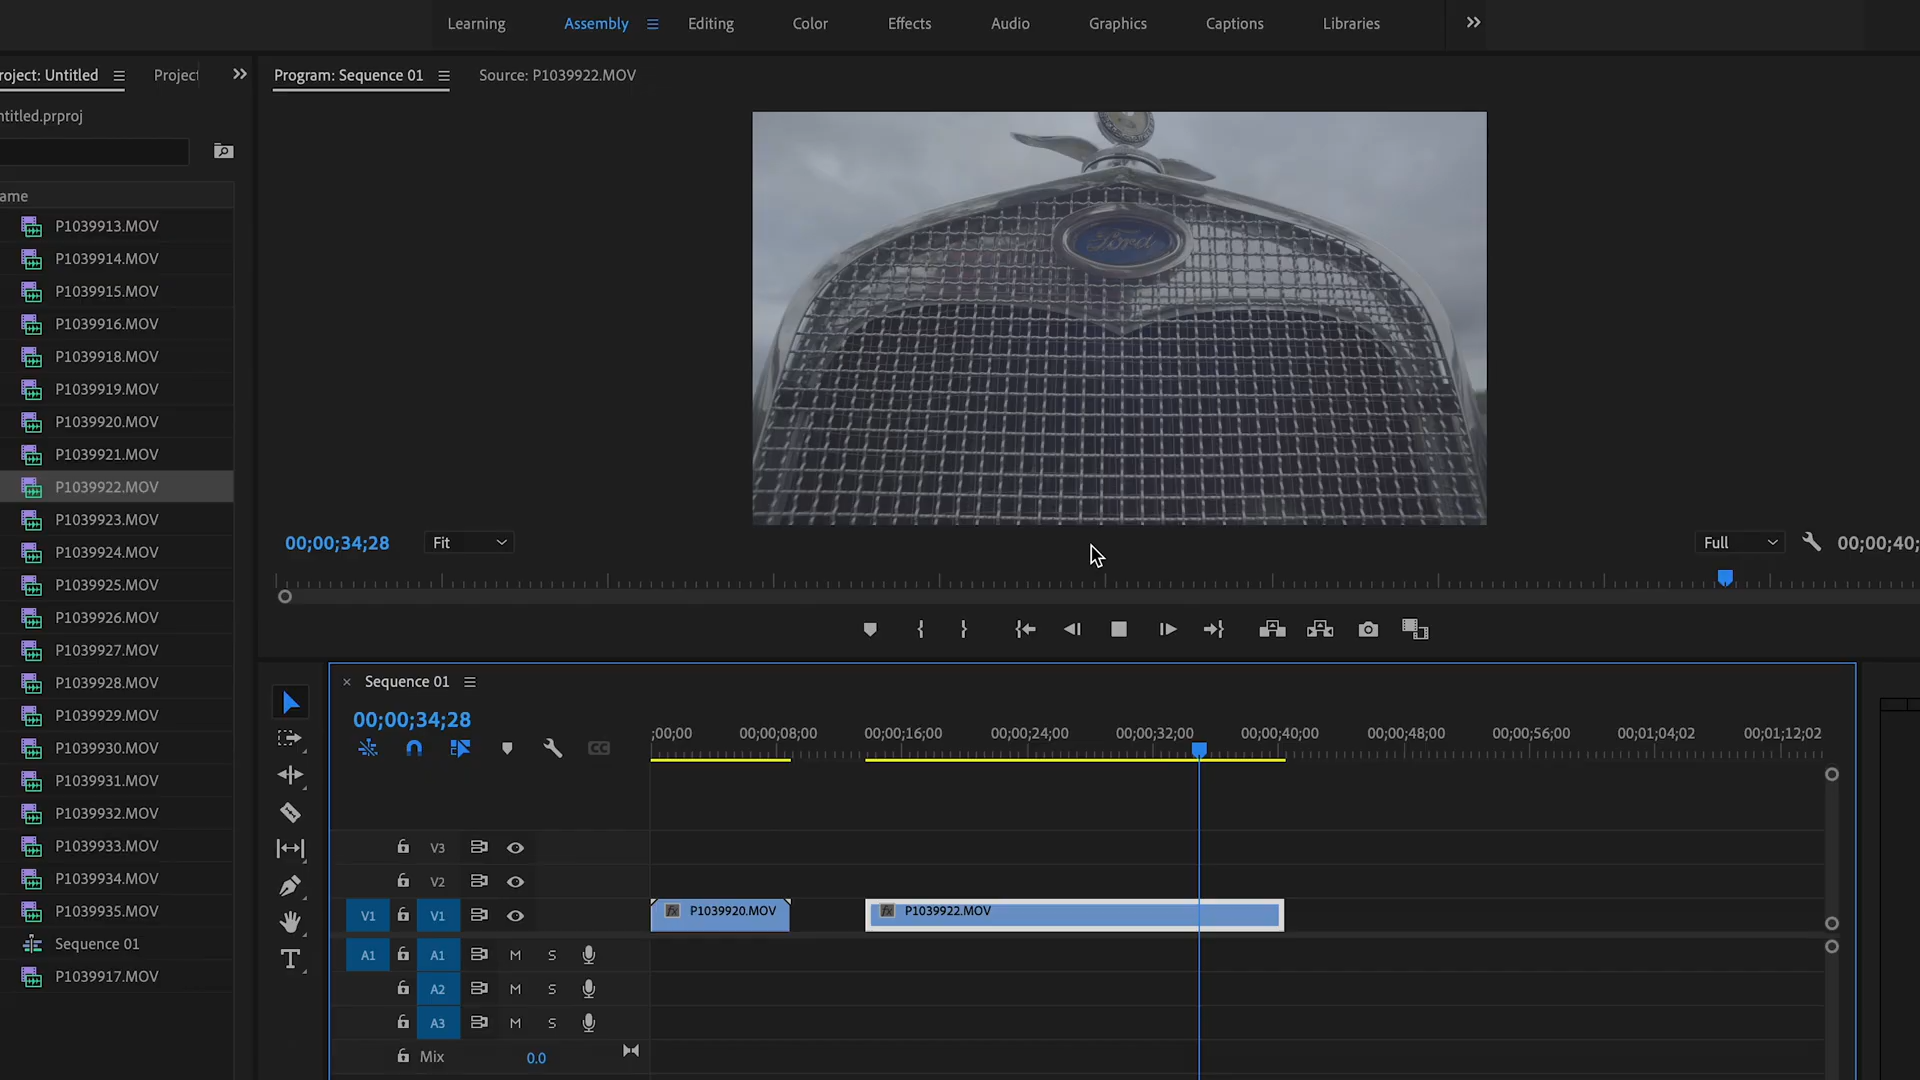 Learning Assembly Editing Color Effects Audio Graphics Captions Libraries
roject: Untitled Project
Program: Sequence 01 Source: P1039922.MOV
ntitled.prproj
ame
P1039913.MOV
P1039914.MOV
P1039915.MOV
P1039916.MOV
P1039918.MOV
P1039919.MOV
P1039920.MOV
P1039921.MOV
P1039922.MOV
P1039923.MOV
P1039924.MOV
P1039925.MOV
P1039926.MOV
P1039927.MOV
P1039928.MOV
P1039929.MOV
P1039930.MOV
P1039931.MOV
P1039932.MOV
P1039933.MOV
P1039934.MOV
P1039935.MOV
Sequence 01
P1039917.MOV
Ford
00;00;34;28 Fit Full 00;00;40;
Sequence 01
00;00;34;28
;00;00 00;00;08;00 00;00;16;00 00;00;24;00 00;00;32;00 00;00;40;00 00;00;48;00 00;00;56;00 00;01;04;02 00;01;12;02
CC
V3
V2
V1 V1 fx P1039920.MOV fx P1039922.MOV
A1 A1 M S
A2 M S
A3 M S
Mix 0.0